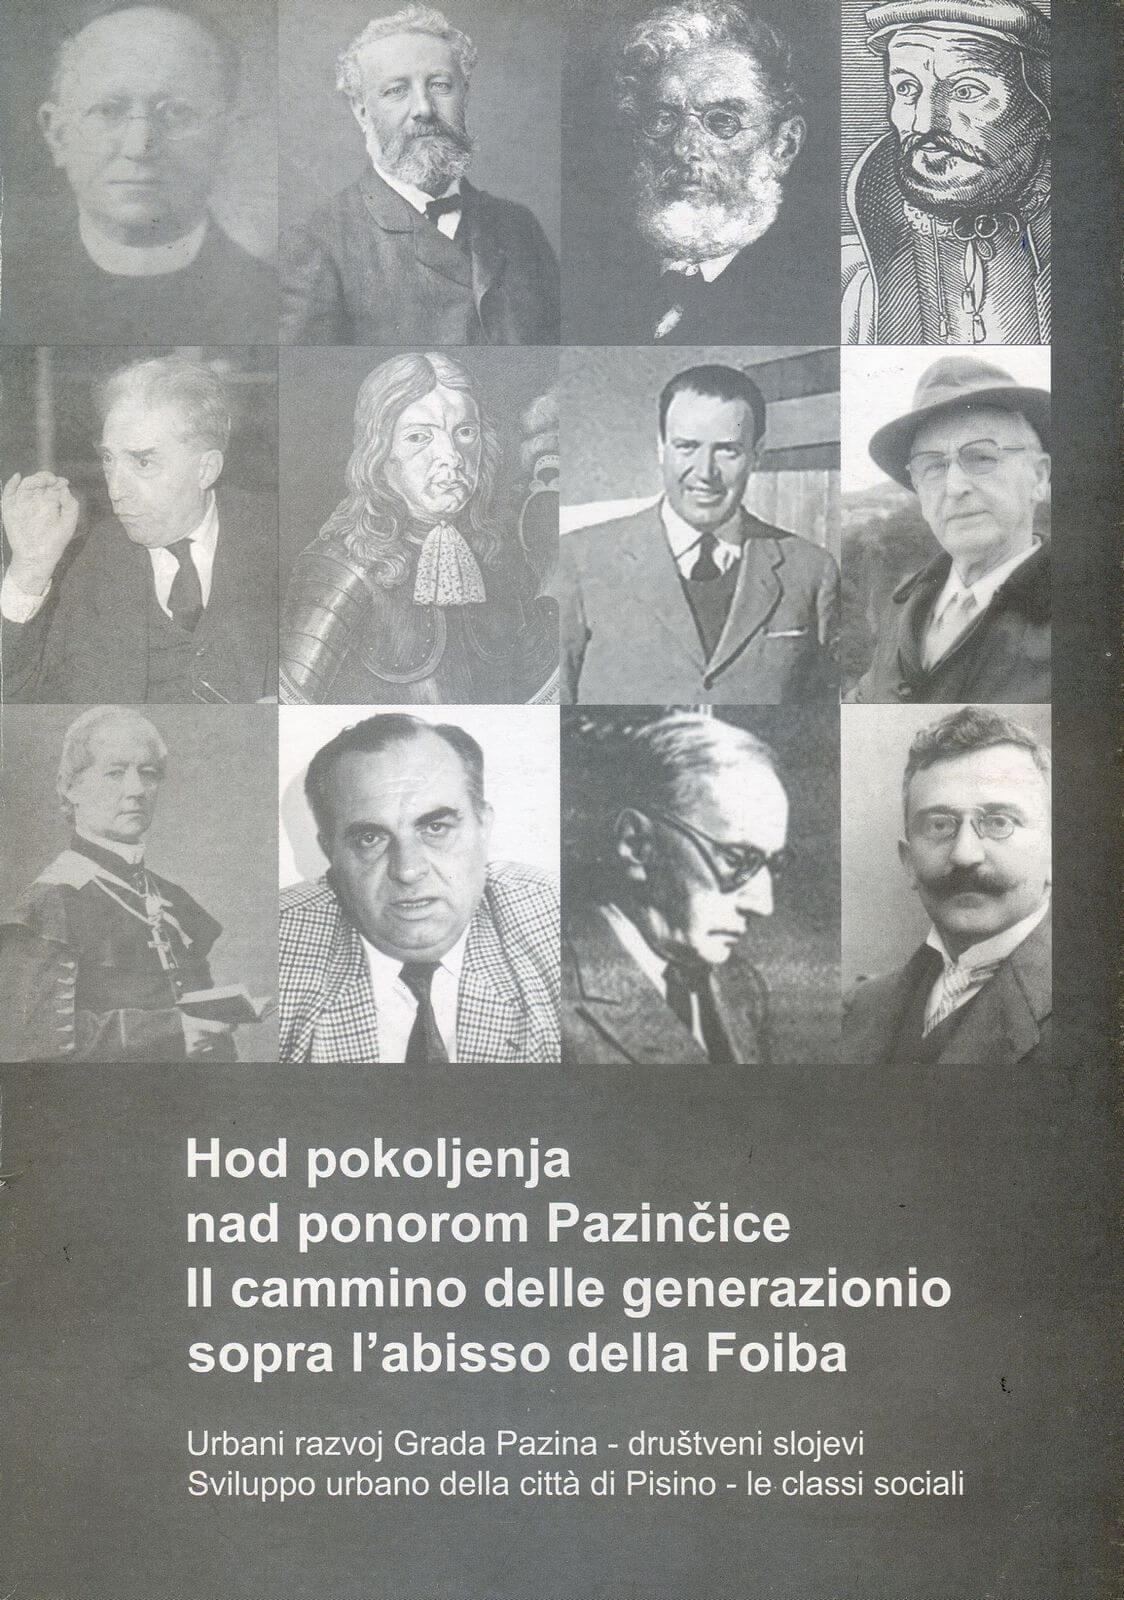 Hod pokoljenja
nad ponorom Pazinčice
Il cammino delle generazionio
sopra l’abisso della Foiba
Urbani razvoj Grada Pazina - društveni slojevi
Sviluppo urbano della città di Pisino - le classi sociali